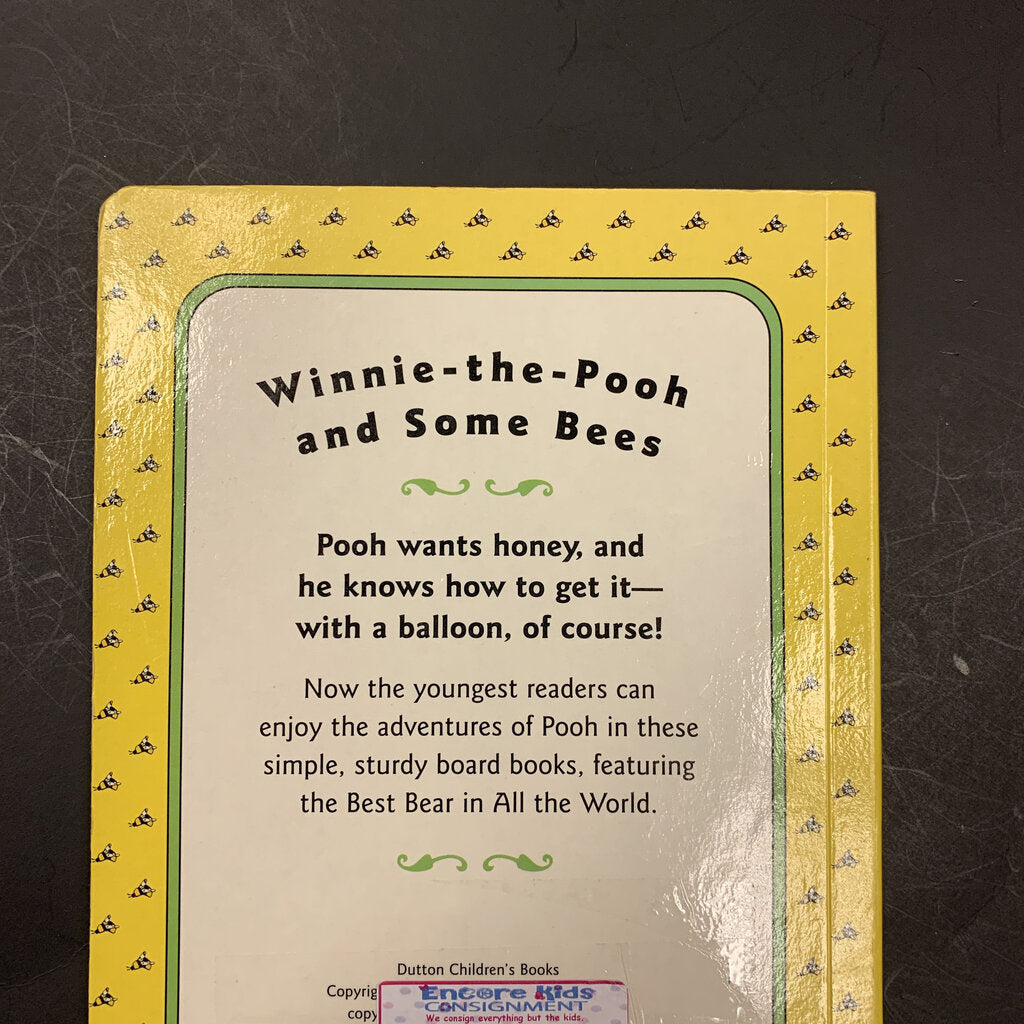 Winnie-the-Pooh
and Some Bees
Pooh wants honey, and
he knows how to get it—
with a balloon, of course!
Now the youngest readers can
enjoy the adventures of Pooh in these
simple, sturdy board books, featuring
the Best Bear in All the World.
Dutton Children's Books
Copyrig
copy
Encore Kids
CONSIGNMENT
We consign everything but the kids.